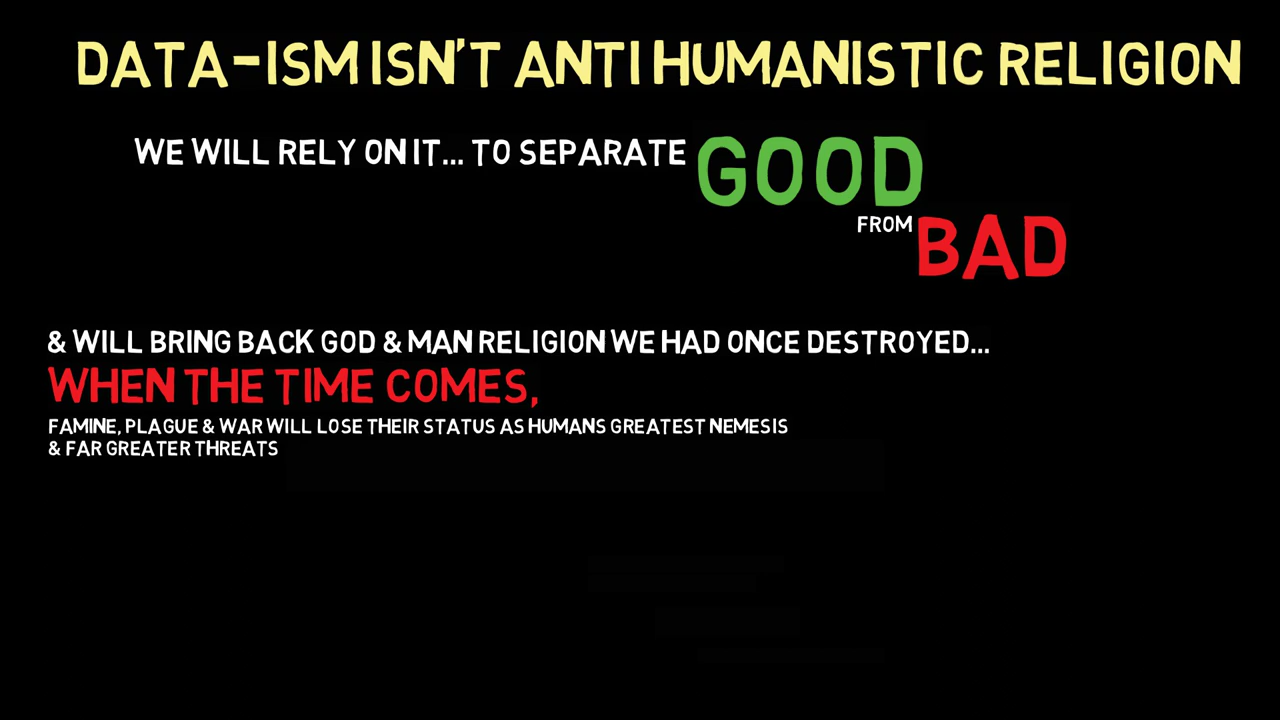 DATA-ISM ISN'T ANTI HUMANISTIC RELIGION
WE WILL RELY ON IT... TO SEPARATE GOOD
FROM BAD
& WILL BRING BACK GOD & MAN RELIGION WE HAD ONCE DESTROYED...
WHEN THE TIME COMES,
FAMINE, PLAGUE & WAR WILL LOSE THEIR STATUS AS HUMANS GREATEST NEMESIS
& FAR GREATER THREATS